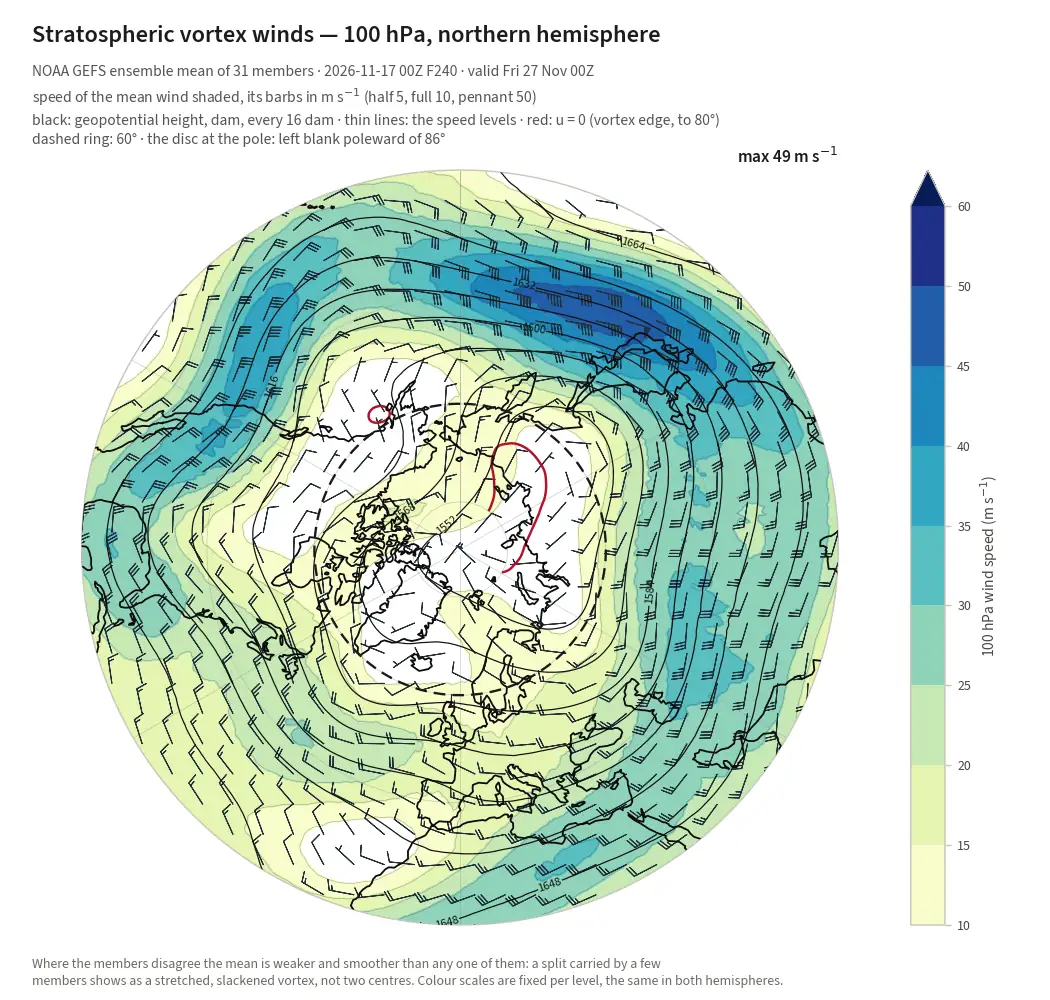 Stratospheric vortex winds — 100 hPa, northern hemisphere
NOAA GEFS ensemble mean of 31 members · 2026-11-17 00Z F240 · valid Fri 27 Nov 00Z
speed of the mean wind shaded, its barbs in m s⁻¹ (half 5, full 10, pennant 50)
black: geopotential height, dam, every 16 dam · thin lines: the speed levels · red: u = 0 (vortex edge, to 80°)
dashed ring: 60° · the disc at the pole: left blank poleward of 86°
max 49 m s⁻¹
1664
1632
1600
1616
1568
1552
1584
1648
1648
60
50
45
40
35
30
25
20
15
10
100 hPa wind speed (m s⁻¹)
Where the members disagree the mean is weaker and smoother than any one of them: a split carried by a few
members shows as a stretched, slackened vortex, not two centres. Colour scales are fixed per level, the same in both hemispheres.